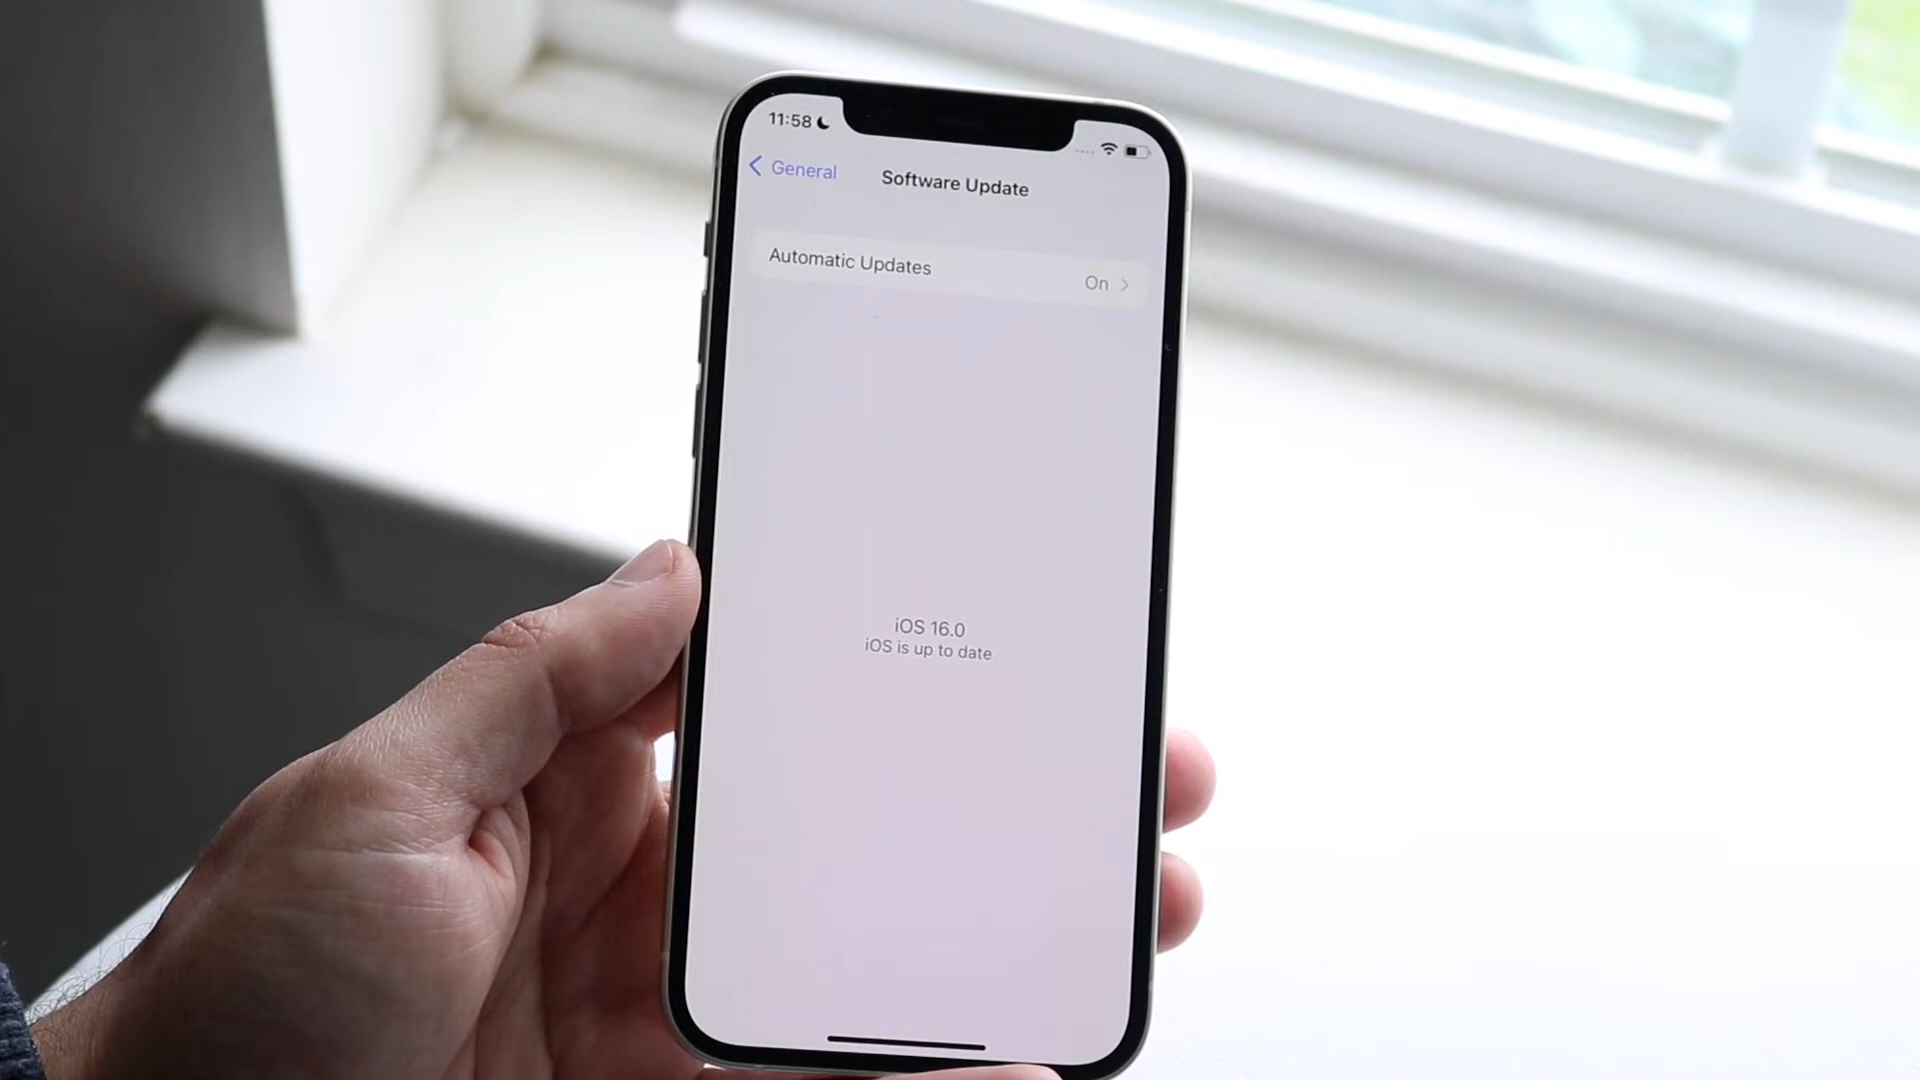 11:58
General
Software Update
Automatic Updates
On
iOS 16.0
iOS is up to date